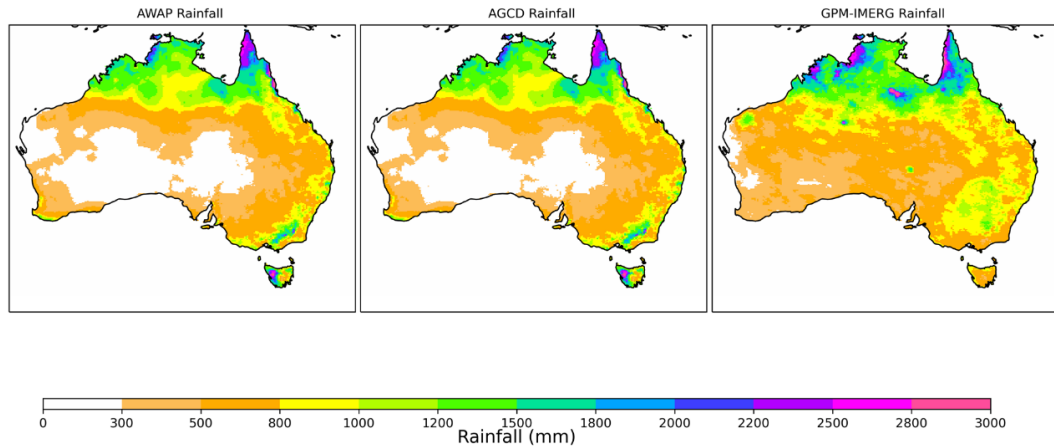 AWAP Rainfall
AGCD Rainfall
GPM-IMERG Rainfall
0 300 500 800 1000 1200 1500 1800 2000 2200 2500 2800 3000
Rainfall (mm)